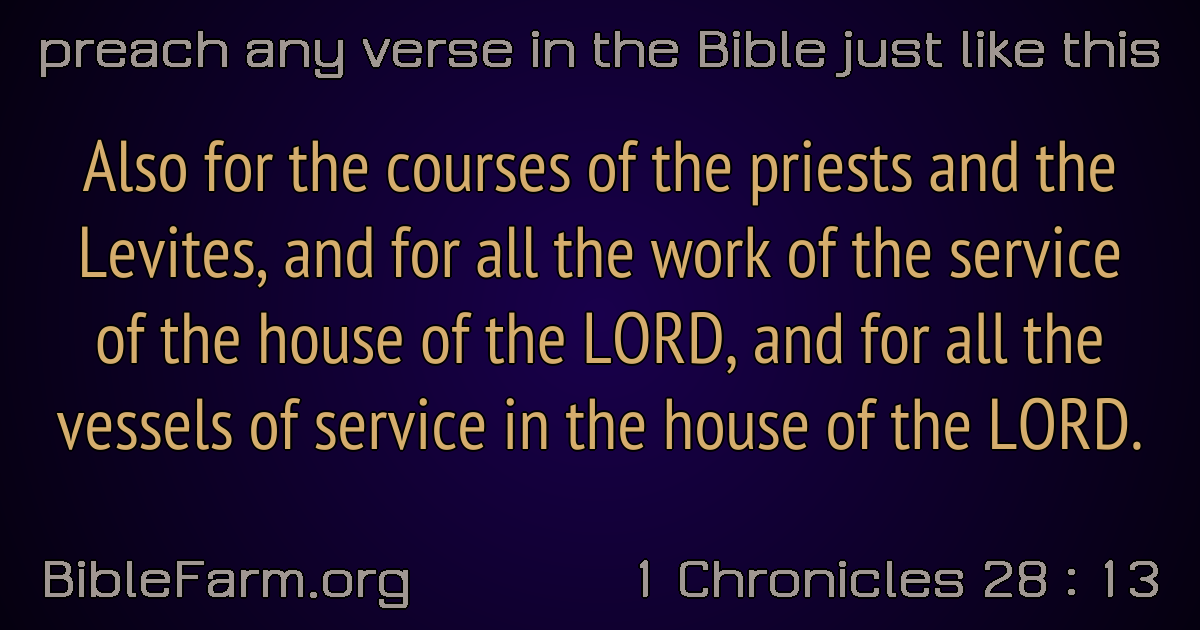 preach any verse in the Bible just like this
Also for the courses of the priests and the
Levites, and for all the work of the service
of the house of the LORD, and for all the
vessels of service in the house of the LORD.
BibleFarm.org
1 Chronicles 28 : 13